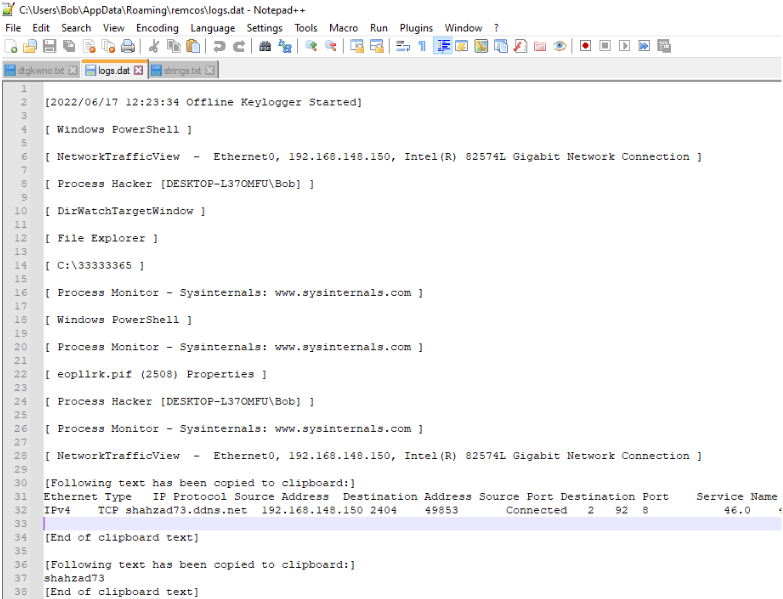 C:\Users\Bob\AppData\Roaming\remcos\logs.dat - Notepad++
File Edit Search View Encoding Language Settings Tools Macro Run Plugins Window ?
dtgkwno.txt logs.dat strings.txt
1
2 [2022/06/17 12:23:34 Offline Keylogger Started]
3
4 [ Windows PowerShell ]
5
6 [ NetworkTrafficView  -  Ethernet0, 192.168.148.150, Intel(R) 82574L Gigabit Network Connection ]
7
8 [ Process Hacker [DESKTOP-L37OMFU\Bob] ]
9
10 [ DirWatchTargetWindow ]
11
12 [ File Explorer ]
13
14 [ C:\33333365 ]
15
16 [ Process Monitor - Sysinternals: www.sysinternals.com ]
17
18 [ Windows PowerShell ]
19
20 [ Process Monitor - Sysinternals: www.sysinternals.com ]
21
22 [ eopllrk.pif (2508) Properties ]
23
24 [ Process Hacker [DESKTOP-L37OMFU\Bob] ]
25
26 [ Process Monitor - Sysinternals: www.sysinternals.com ]
27
28 [ NetworkTrafficView  -  Ethernet0, 192.168.148.150, Intel(R) 82574L Gigabit Network Connection ]
29
30 [Following text has been copied to clipboard:]
31 Ethernet Type IP Protocol Source Address Destination Address Source Port Destination Port Service Name
32 IPv4 TCP shahzad73.ddns.net 192.168.148.150 2404 49853 Connected 2 92 8 46.0
33
34 [End of clipboard text]
35
36 [Following text has been copied to clipboard:]
37 shahzad73
38 [End of clipboard text]